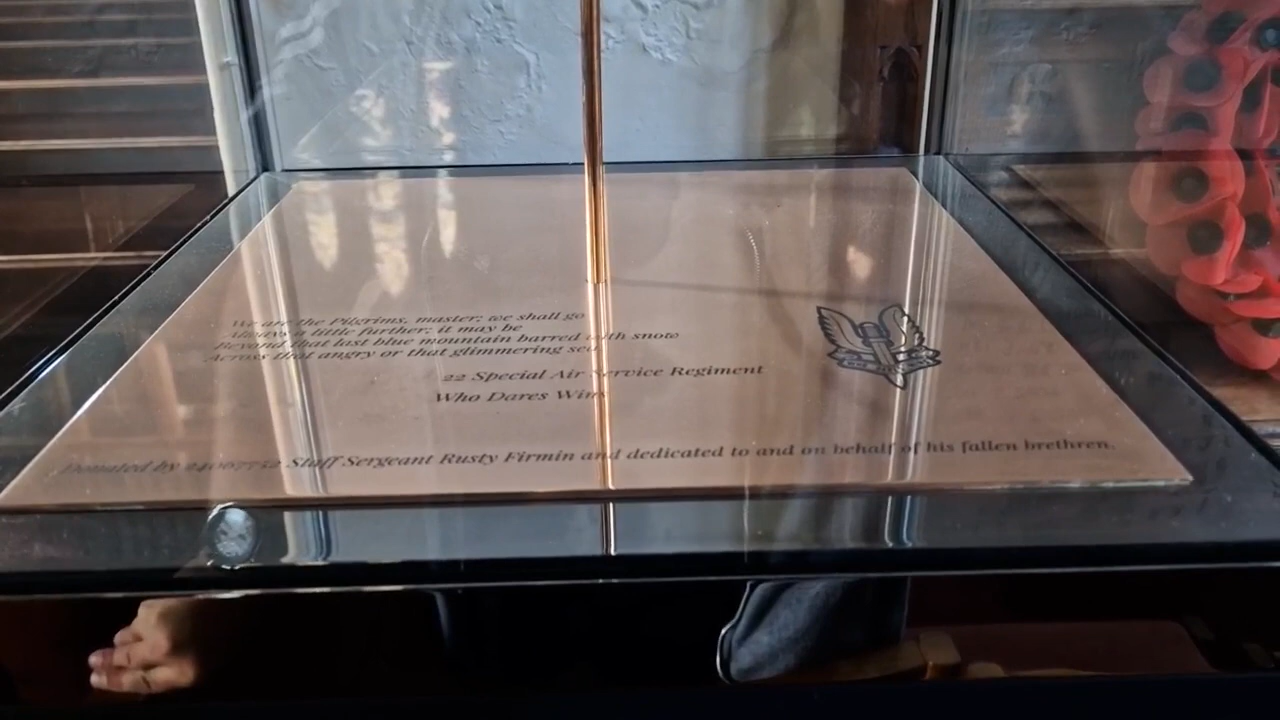 We are the Pilgrims, master; we shall go
Always a little further; it may be
Beyond that last blue mountain barred with snow
Across that angry or that glimmering sea
22 Special Air Service Regiment
Who Dares Wins
Donated by Staff Sergeant Rusty Firmin and dedicated to and on behalf of his fallen brethren.